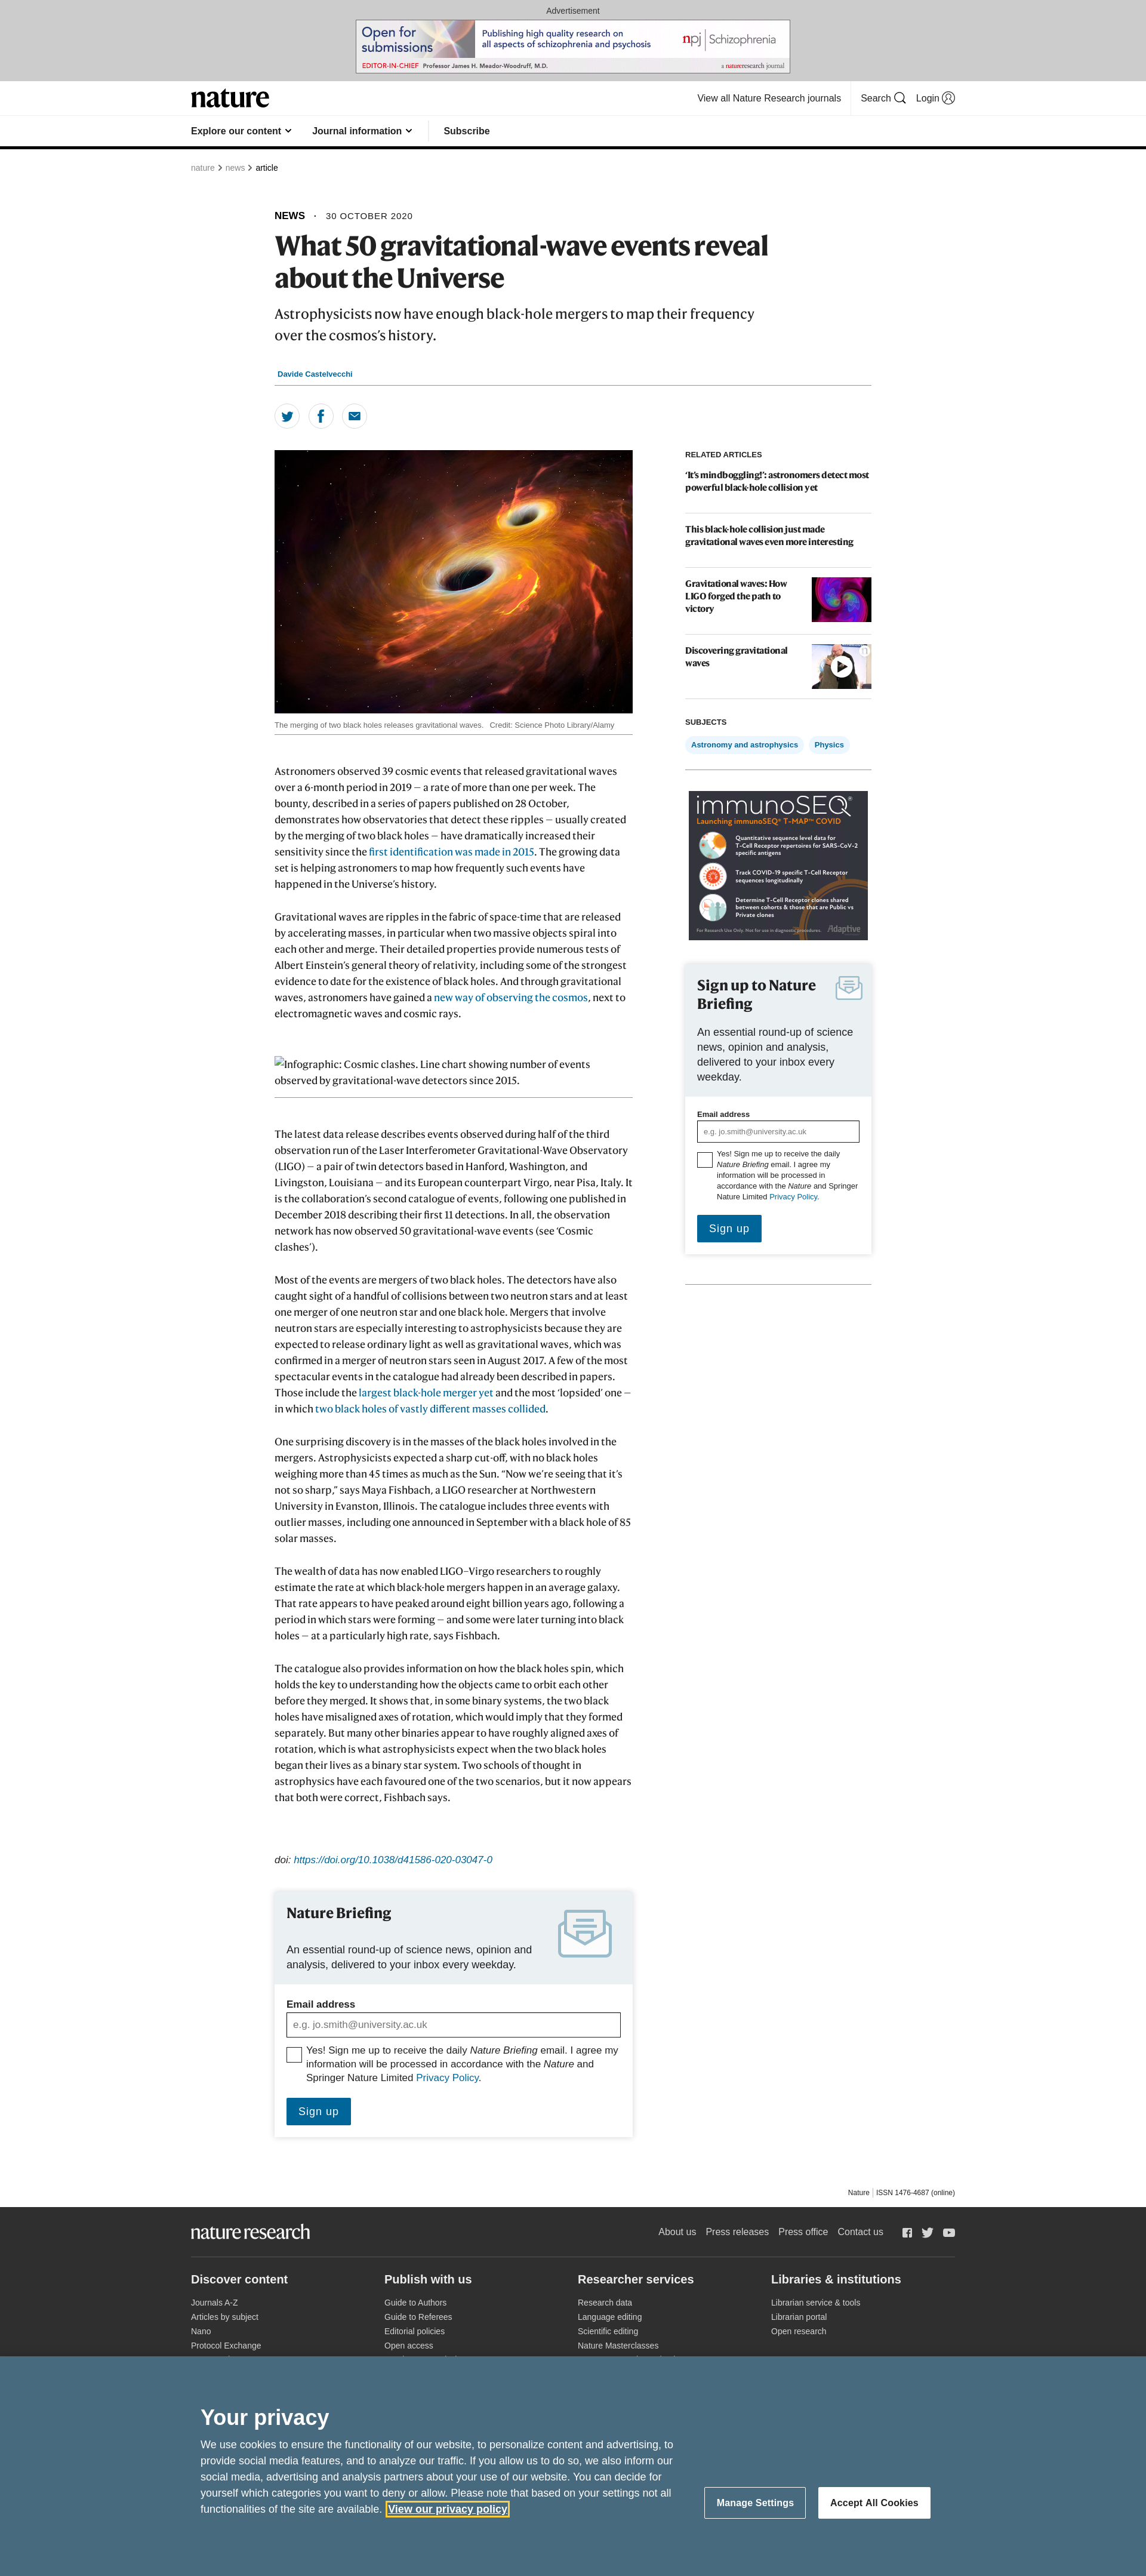 Advertisement
Open for
submissions
Publishing high quality research on
all aspects of schizophrenia and psychosis
npj Schizophrenia
EDITOR-IN-CHIEF Professor James H. Meador-Woodruff, M.D.
a natureresearch journal
nature
View all Nature Research journals
Search
Login
Explore our content
Journal information
Subscribe
nature > news > article
NEWS · 30 OCTOBER 2020
What 50 gravitational-wave events reveal
about the Universe
Astrophysicists now have enough black-hole mergers to map their frequency
over the cosmos’s history.
Davide Castelvecchi
The merging of two black holes releases gravitational waves. Credit: Science Photo Library/Alamy
Astronomers observed 39 cosmic events that released gravitational waves
over a 6-month period in 2019 — a rate of more than one per week. The
bounty, described in a series of papers published on 28 October,
demonstrates how observatories that detect these ripples — usually created
by the merging of two black holes — have dramatically increased their
sensitivity since the first identification was made in 2015. The growing data
set is helping astronomers to map how frequently such events have
happened in the Universe’s history.
Gravitational waves are ripples in the fabric of space-time that are released
by accelerating masses, in particular when two massive objects spiral into
each other and merge. Their detailed properties provide numerous tests of
Albert Einstein’s general theory of relativity, including some of the strongest
evidence to date for the existence of black holes. And through gravitational
waves, astronomers have gained a new way of observing the cosmos, next to
electromagnetic waves and cosmic rays.
Infographic: Cosmic clashes. Line chart showing number of events
observed by gravitational-wave detectors since 2015.
The latest data release describes events observed during half of the third
observation run of the Laser Interferometer Gravitational-Wave Observatory
(LIGO) — a pair of twin detectors based in Hanford, Washington, and
Livingston, Louisiana — and its European counterpart Virgo, near Pisa, Italy. It
is the collaboration’s second catalogue of events, following one published in
December 2018 describing their first 11 detections. In all, the observation
network has now observed 50 gravitational-wave events (see ‘Cosmic
clashes’).
Most of the events are mergers of two black holes. The detectors have also
caught sight of a handful of collisions between two neutron stars and at least
one merger of one neutron star and one black hole. Mergers that involve
neutron stars are especially interesting to astrophysicists because they are
expected to release ordinary light as well as gravitational waves, which was
confirmed in a merger of neutron stars seen in August 2017. A few of the most
spectacular events in the catalogue had already been described in papers.
Those include the largest black-hole merger yet and the most ‘lopsided’ one —
in which two black holes of vastly different masses collided.
One surprising discovery is in the masses of the black holes involved in the
mergers. Astrophysicists expected a sharp cut-off, with no black holes
weighing more than 45 times as much as the Sun. “Now we’re seeing that it’s
not so sharp,” says Maya Fishbach, a LIGO researcher at Northwestern
University in Evanston, Illinois. The catalogue includes three events with
outlier masses, including one announced in September with a black hole of 85
solar masses.
The wealth of data has now enabled LIGO–Virgo researchers to roughly
estimate the rate at which black-hole mergers happen in an average galaxy.
That rate appears to have peaked around eight billion years ago, following a
period in which stars were forming — and some were later turning into black
holes — at a particularly high rate, says Fishbach.
The catalogue also provides information on how the black holes spin, which
holds the key to understanding how the objects came to orbit each other
before they merged. It shows that, in some binary systems, the two black
holes have misaligned axes of rotation, which would imply that they formed
separately. But many other binaries appear to have roughly aligned axes of
rotation, which is what astrophysicists expect when the two black holes
began their lives as a binary star system. Two schools of thought in
astrophysics have each favoured one of the two scenarios, but it now appears
that both were correct, Fishbach says.
doi: https://doi.org/10.1038/d41586-020-03047-0
Nature Briefing
An essential round-up of science news, opinion and
analysis, delivered to your inbox every weekday.
Email address
e.g. jo.smith@university.ac.uk
Yes! Sign me up to receive the daily Nature Briefing email. I agree my
information will be processed in accordance with the Nature and
Springer Nature Limited Privacy Policy.
Sign up
RELATED ARTICLES
‘It’s mindboggling!’: astronomers detect most
powerful black-hole collision yet
This black-hole collision just made
gravitational waves even more interesting
Gravitational waves: How
LIGO forged the path to
victory
Discovering gravitational
waves
SUBJECTS
Astronomy and astrophysics
Physics
immunoSEQ®
Launching immunoSEQ® T-MAP™ COVID
Quantitative sequence level data for
T-Cell Receptor repertoires for SARS-CoV-2
specific antigens
Track COVID-19 specific T-Cell Receptor
sequences longitudinally
Determine T-Cell Receptor clones shared
between cohorts & those that are Public vs
Private clones
For Research Use Only. Not for use in diagnostic procedures.
Adaptive
Sign up to Nature
Briefing
An essential round-up of science
news, opinion and analysis,
delivered to your inbox every
weekday.
Email address
e.g. jo.smith@university.ac.uk
Yes! Sign me up to receive the daily
Nature Briefing email. I agree my
information will be processed in
accordance with the Nature and Springer
Nature Limited Privacy Policy.
Sign up
Nature | ISSN 1476-4687 (online)
nature research
About us
Press releases
Press office
Contact us
Discover content
Journals A-Z
Articles by subject
Nano
Protocol Exchange
Publish with us
Guide to Authors
Guide to Referees
Editorial policies
Open access
Researcher services
Research data
Language editing
Scientific editing
Nature Masterclasses
Libraries & institutions
Librarian service & tools
Librarian portal
Open research
Your privacy
We use cookies to ensure the functionality of our website, to personalize content and advertising, to
provide social media features, and to analyze our traffic. If you allow us to do so, we also inform our
social media, advertising and analysis partners about your use of our website. You can decide for
yourself which categories you want to deny or allow. Please note that based on your settings not all
functionalities of the site are available. View our privacy policy
Manage Settings
Accept All Cookies